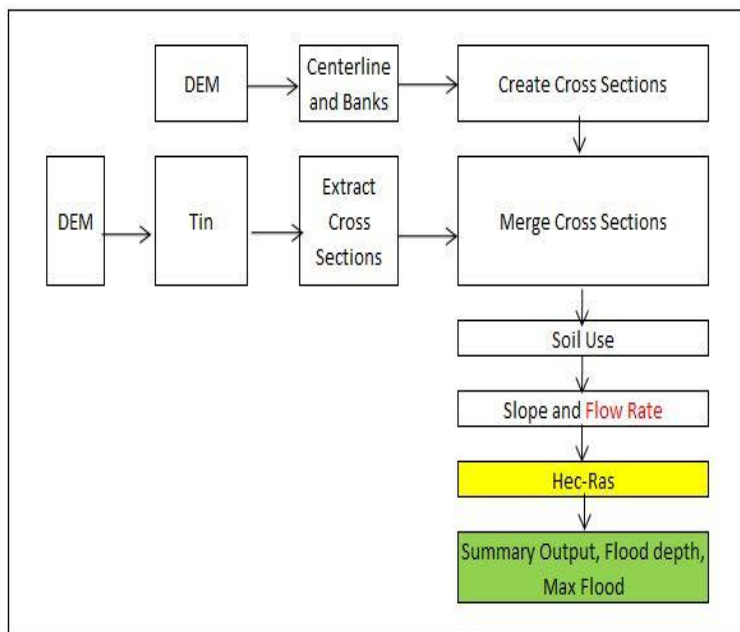 DEM
Centerline
and Banks
Create Cross Sections
DEM
Tin
Extract
Cross
Sections
Merge Cross Sections
Soil Use
Slope and Flow Rate
Hec-Ras
Summary Output, Flood depth,
Max Flood